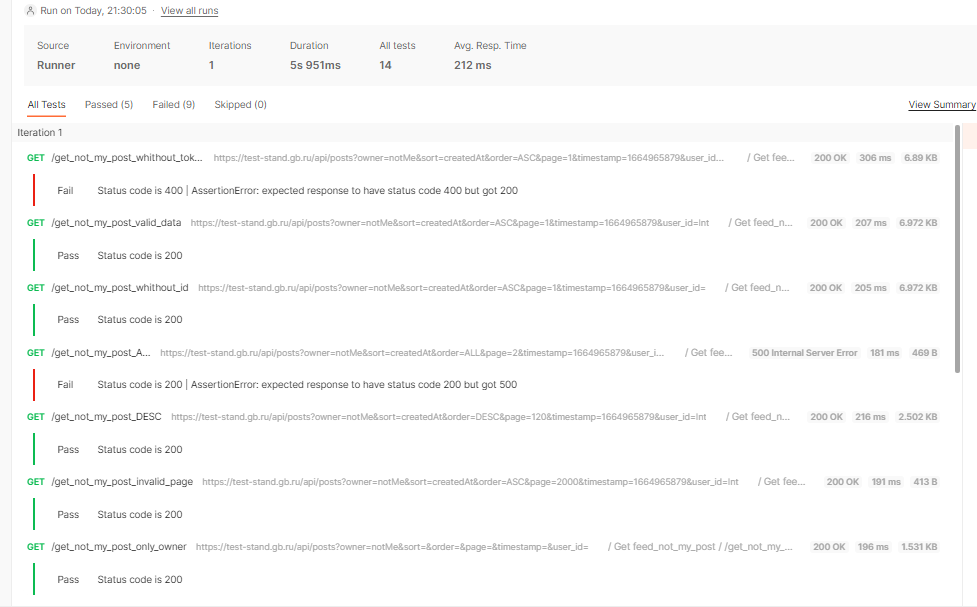 Run on Today, 21:30:05 · View all runs
Source Environment Iterations Duration All tests Avg. Resp. Time
Runner none 1 5s 951ms 14 212 ms
All Tests Passed (5) Failed (9) Skipped (0) View Summary
Iteration 1
GET /get_not_my_post_whithout_tok... https://test-stand.gb.ru/api/posts?owner=notMe&sort=createdAt&order=ASC&page=1&timestamp=1664965879&user_id... / Get fee... 200 OK 306 ms 6.89 KB
Fail Status code is 400 | AssertionError: expected response to have status code 400 but got 200
GET /get_not_my_post_valid_data https://test-stand.gb.ru/api/posts?owner=notMe&sort=createdAt&order=ASC&page=1&timestamp=1664965879&user_id=Int / Get feed_n... 200 OK 207 ms 6.972 KB
Pass Status code is 200
GET /get_not_my_post_whithout_id https://test-stand.gb.ru/api/posts?owner=notMe&sort=createdAt&order=ASC&page=1&timestamp=1664965879&user_id= / Get feed_n... 200 OK 205 ms 6.972 KB
Pass Status code is 200
GET /get_not_my_post_A... https://test-stand.gb.ru/api/posts?owner=notMe&sort=createdAt&order=ALL&page=2&timestamp=1664965879&user_i... / Get fee... 500 Internal Server Error 181 ms 469 B
Fail Status code is 200 | AssertionError: expected response to have status code 200 but got 500
GET /get_not_my_post_DESC https://test-stand.gb.ru/api/posts?owner=notMe&sort=createdAt&order=DESC&page=120&timestamp=1664965879&user_id=Int / Get feed_n... 200 OK 216 ms 2.502 KB
Pass Status code is 200
GET /get_not_my_post_invalid_page https://test-stand.gb.ru/api/posts?owner=notMe&sort=createdAt&order=ASC&page=2000&timestamp=1664965879&user_id=Int / Get fee... 200 OK 191 ms 413 B
Pass Status code is 200
GET /get_not_my_post_only_owner https://test-stand.gb.ru/api/posts?owner=notMe&sort=&order=&page=&timestamp=&user_id= / Get feed_not_my_post / /get_not_my_... 200 OK 196 ms 1.531 KB
Pass Status code is 200